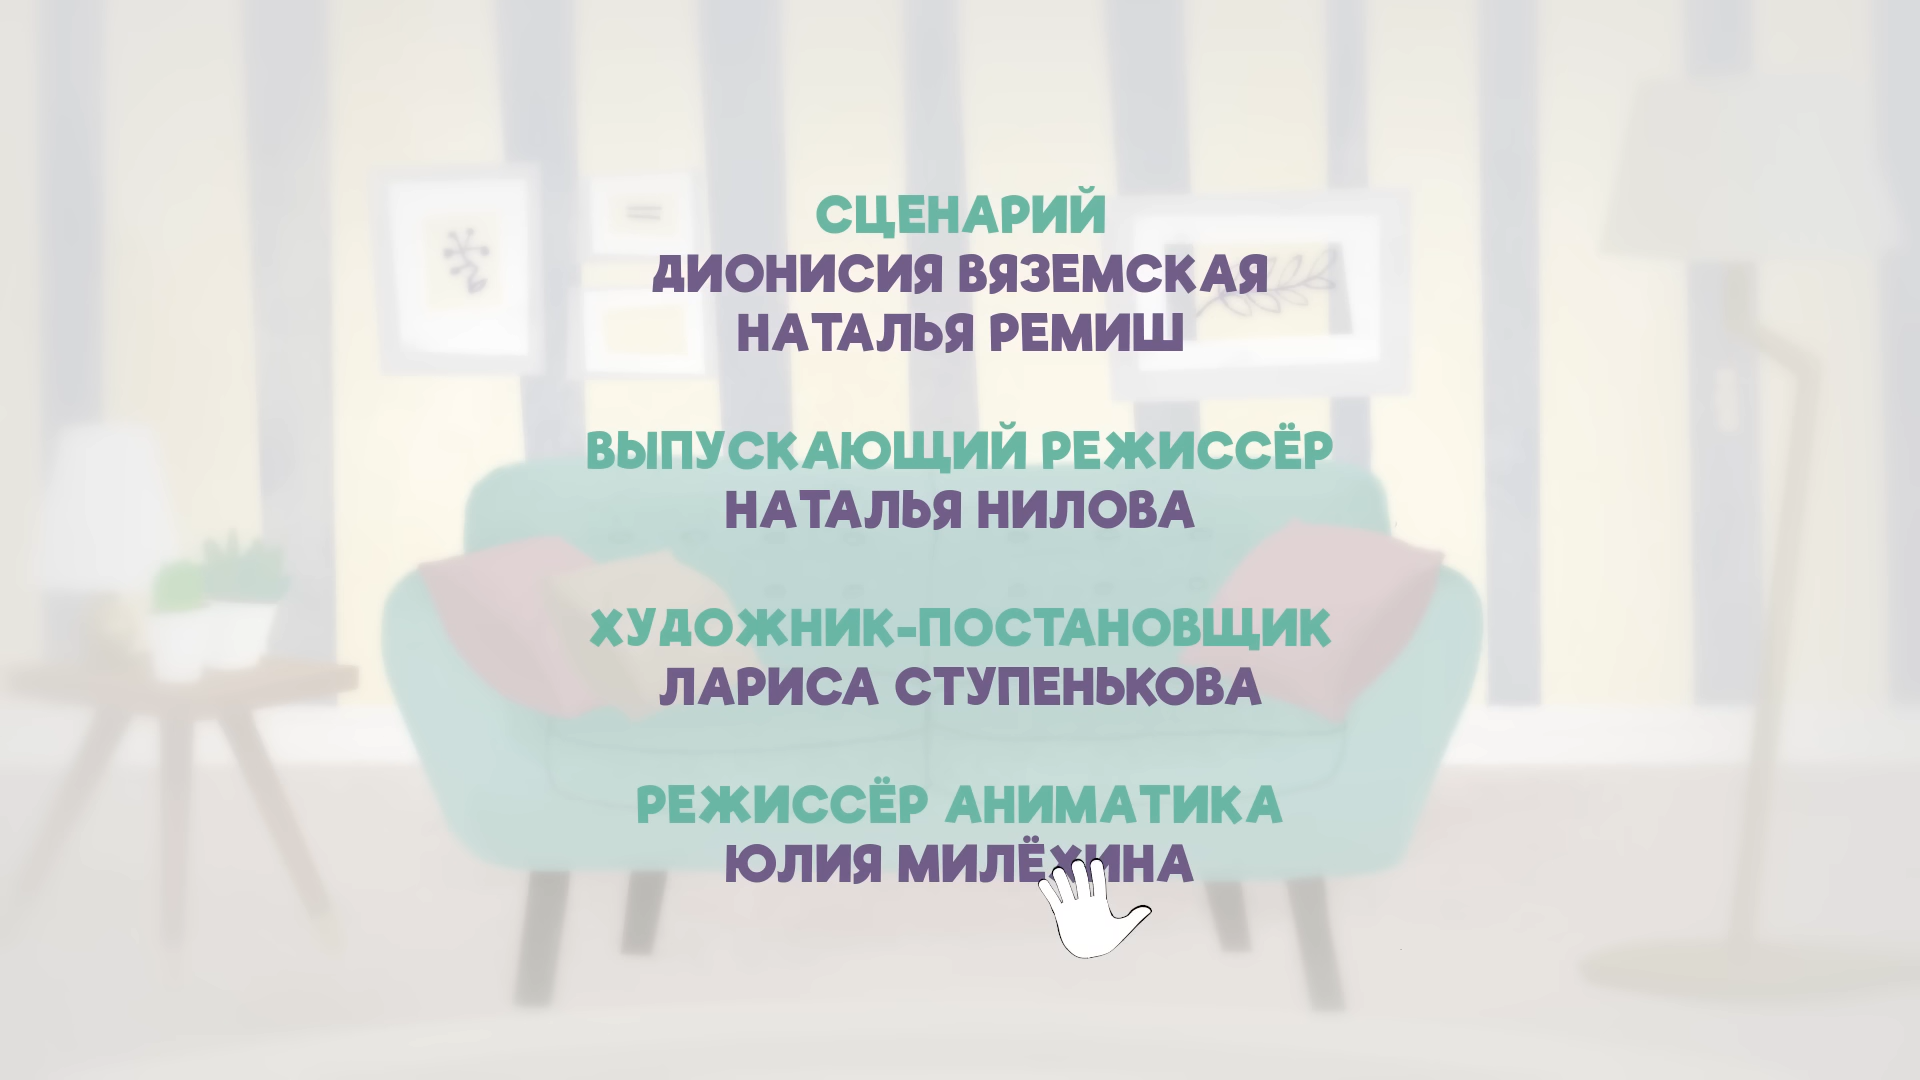 СЦЕНАРИЙ
ДИОНИСИЯ ВЯЗЕМСКАЯ
НАТАЛЬЯ РЕМИШ
ВЫПУСКАЮЩИЙ РЕЖИССЁР
НАТАЛЬЯ НИЛОВА
ХУДОЖНИК-ПОСТАНОВЩИК
ЛАРИСА СТУПЕНЬКОВА
РЕЖИССЁР АНИМАТИКА
ЮЛИЯ МИЛЁХИНА